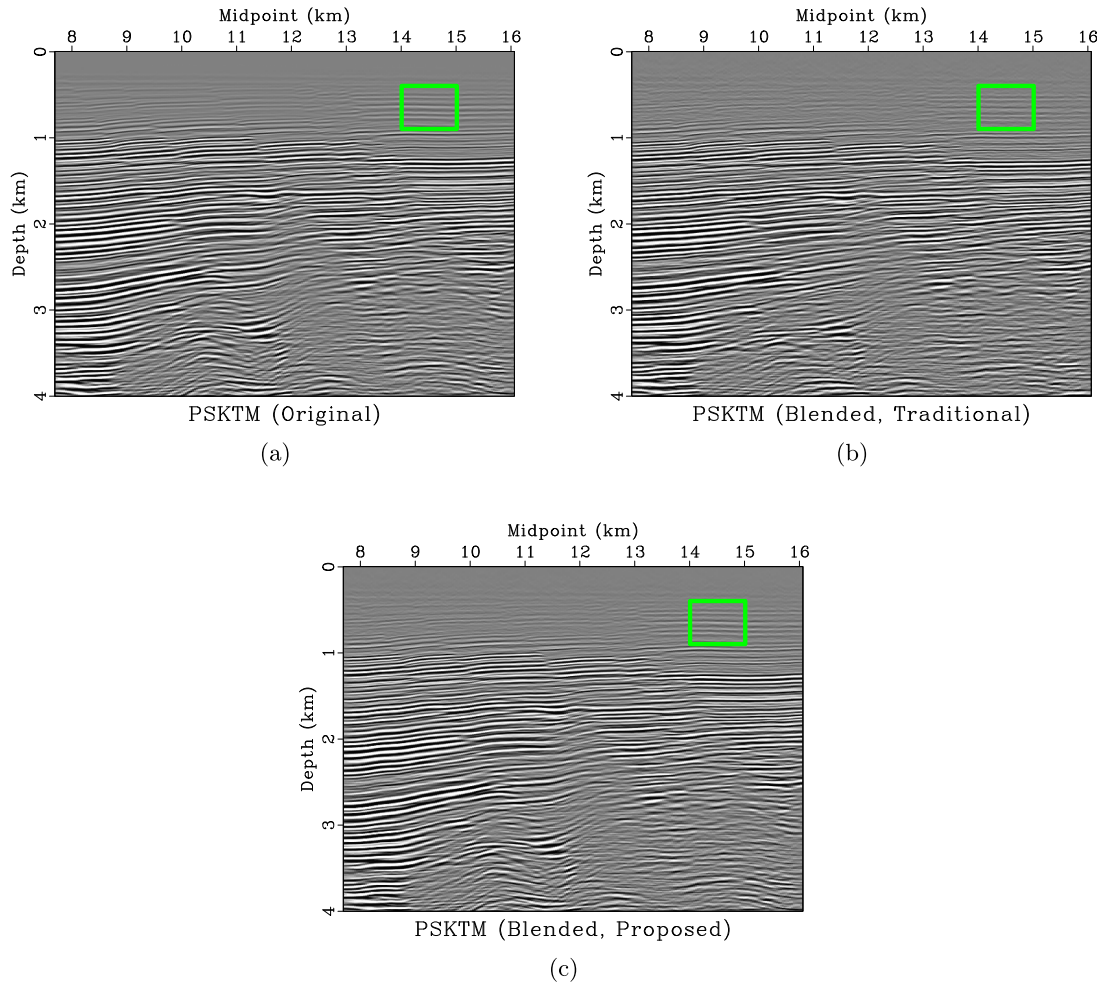 Midpoint (km)
8 9 10 11 12 13 14 15 16
0
1
2
3
4
Depth (km)
PSKTM (Original)
(a)
Midpoint (km)
8 9 10 11 12 13 14 15 16
0
1
2
3
4
Depth (km)
PSKTM (Blended, Traditional)
(b)
Midpoint (km)
8 9 10 11 12 13 14 15 16
0
1
2
3
4
Depth (km)
PSKTM (Blended, Proposed)
(c)